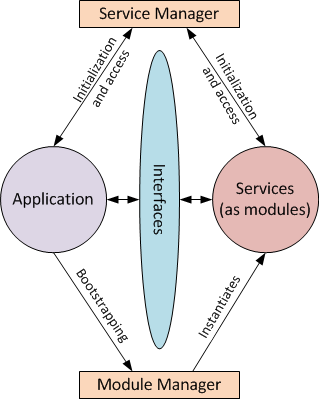 Service Manager
Initialization
and access
Initialization
and access
Application
Interfaces
Services
(as modules)
Bootstrapping
Instantiates
Module Manager